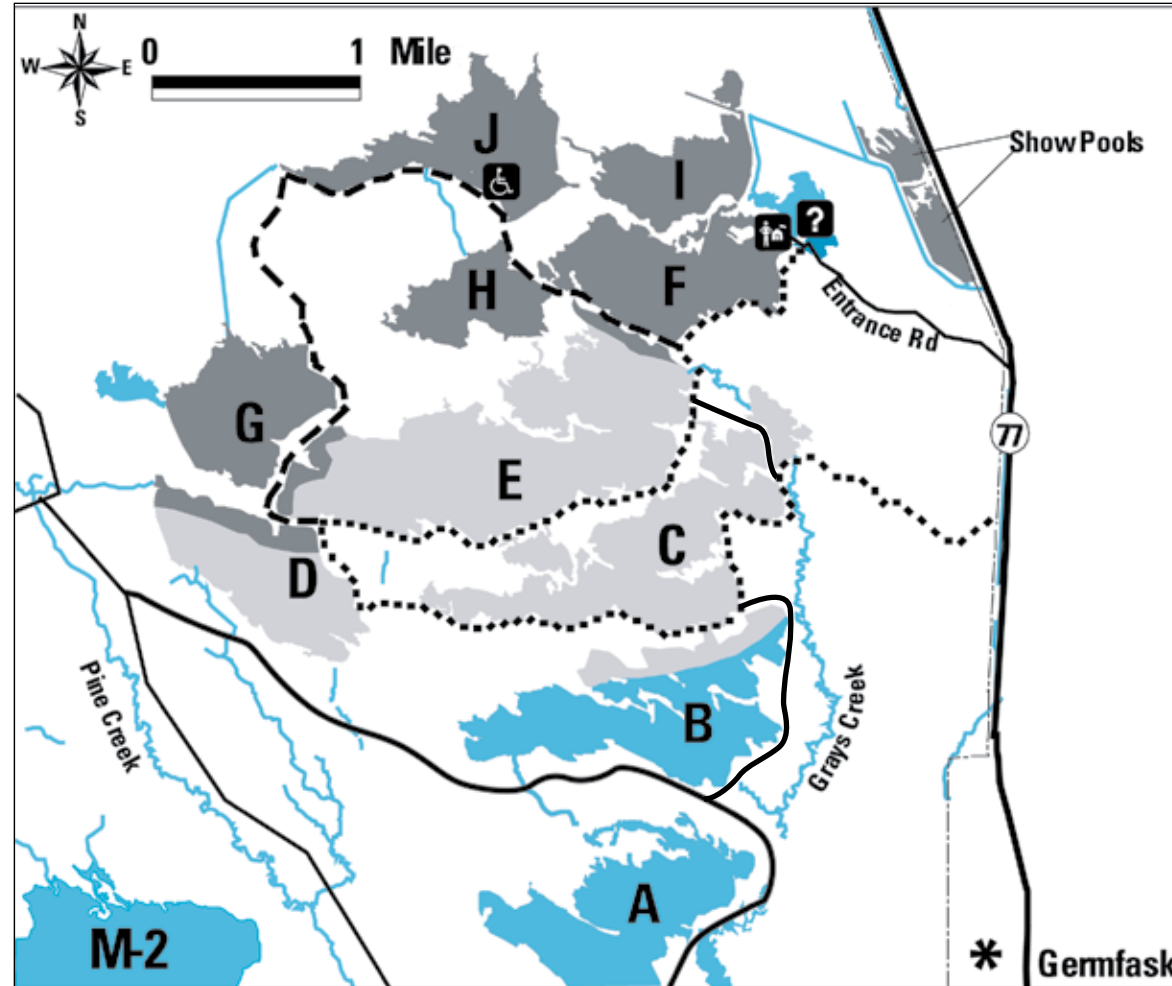 N
W E
S
0 1 Mile
J
I
Show Pools
?
H
F
Entrance Rd
G
77
E
C
D
Pine Creek
B
Grays Creek
A
M-2
*
Germfask